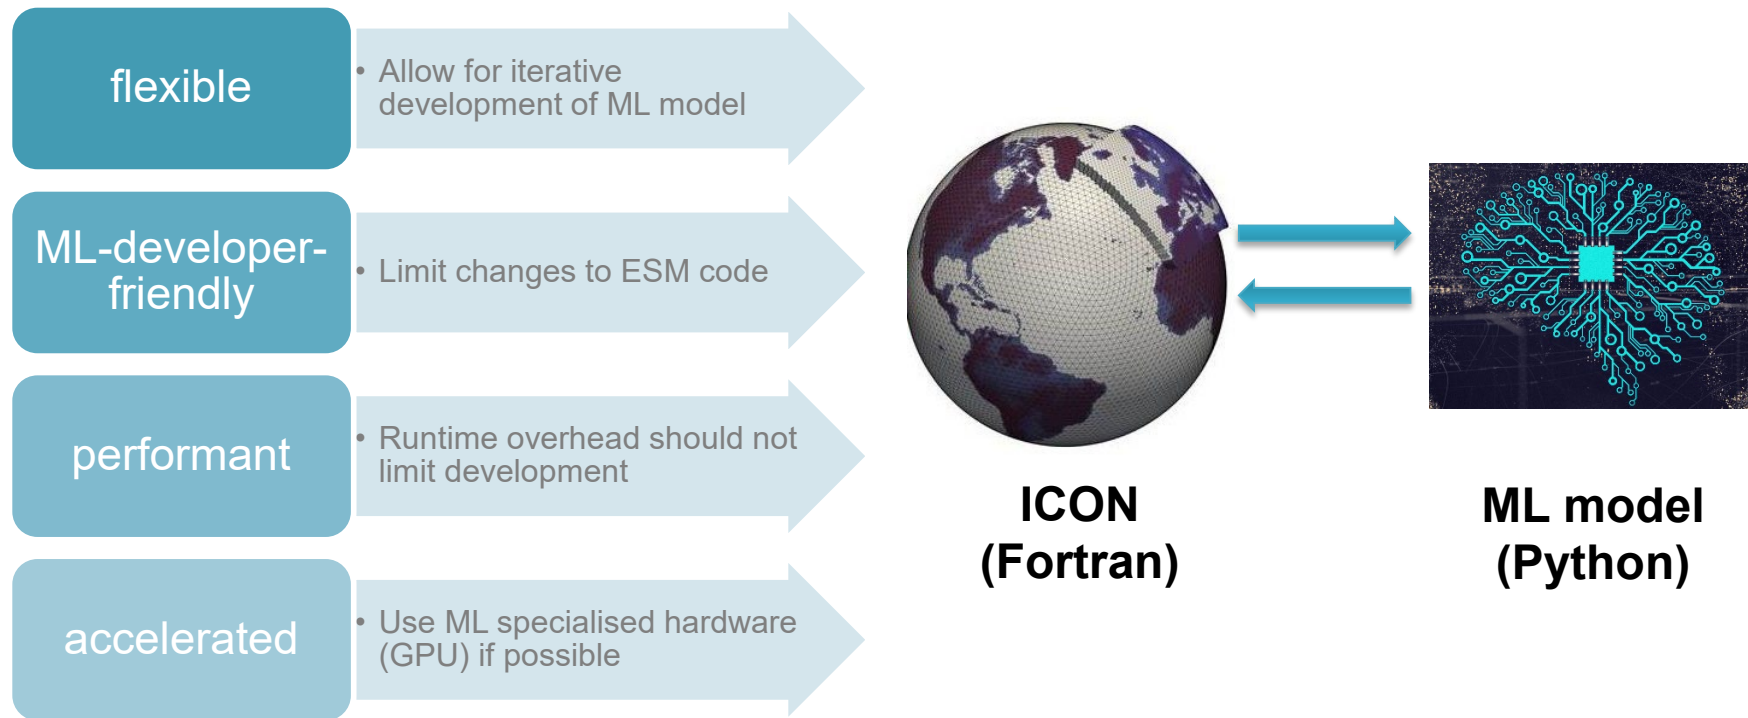 flexible
• Allow for iterative
development of ML model
ML-developer-
friendly
• Limit changes to ESM code
performant
• Runtime overhead should not
limit development
accelerated
• Use ML specialised hardware
(GPU) if possible
ICON
(Fortran)
ML model
(Python)